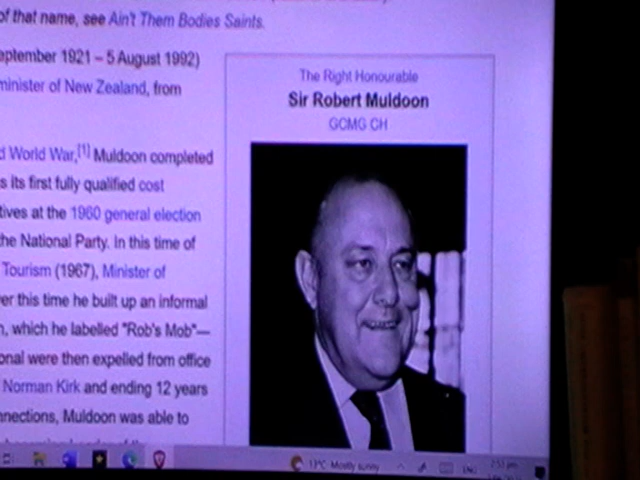 of that name, see Ain't Them Bodies Saints.
eptember 1921 – 5 August 1992)
minister of New Zealand, from
d World War,[1] Muldoon completed
s its first fully qualified cost
tives at the 1960 general election
the National Party. In this time of
Tourism (1967), Minister of
er this time he built up an informal
n, which he labelled "Rob's Mob"—
onal were then expelled from office
Norman Kirk and ending 12 years
nnections, Muldoon was able to
The Right Honourable
Sir Robert Muldoon
GCMG CH
13°C Mostly sunny